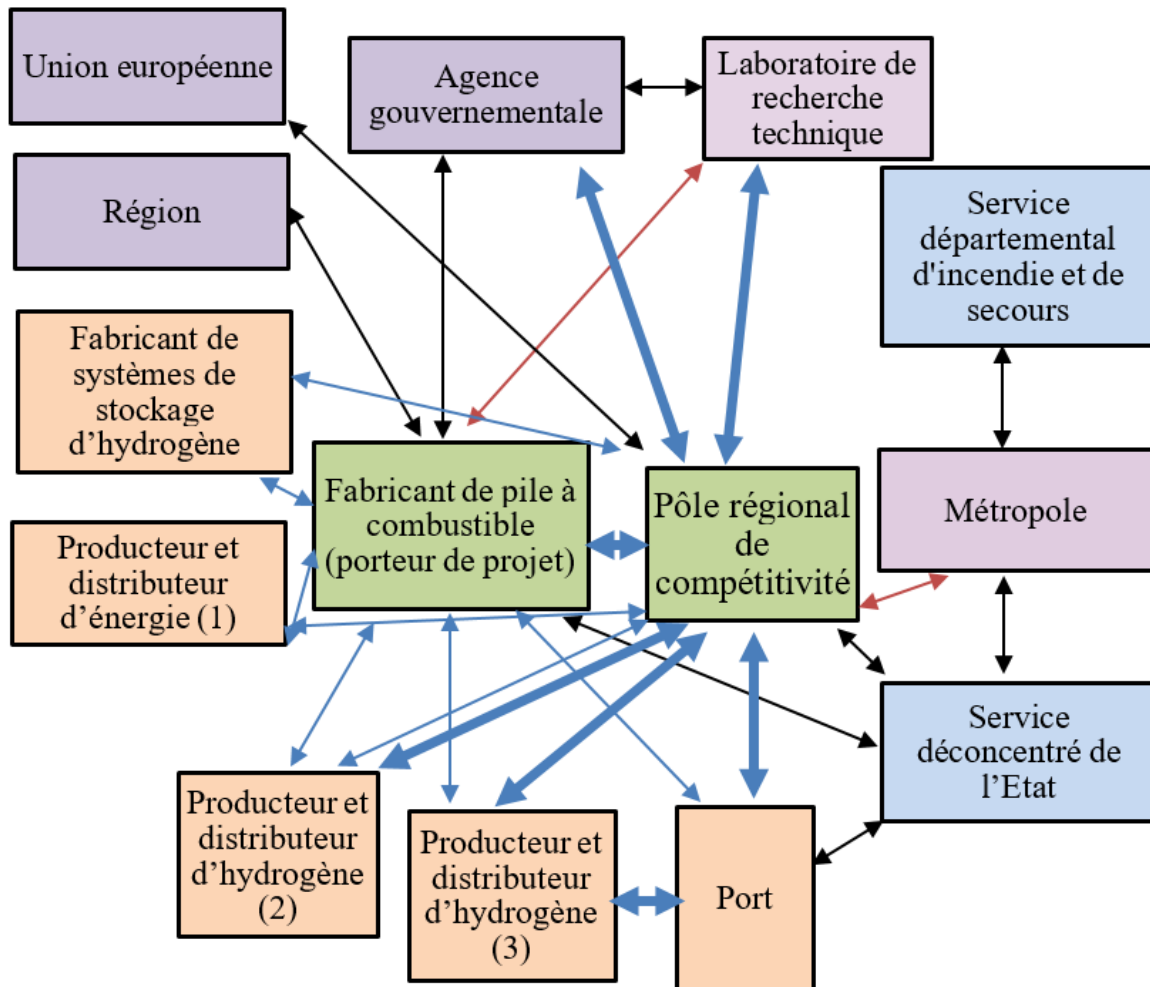 Union européenne
Agence
gouvernementale
Laboratoire de
recherche
technique
Région
Service
départemental
d'incendie et de
secours
Fabricant de
systèmes de
stockage
d’hydrogène
Fabricant de pile à
combustible
(porteur de projet)
Pôle régional
de
compétitivité
Métropole
Producteur et
distributeur
d’énergie (1)
Service
déconcentré de
l’Etat
Producteur et
distributeur
d’hydrogène
(2)
Producteur et
distributeur
d’hydrogène
(3)
Port